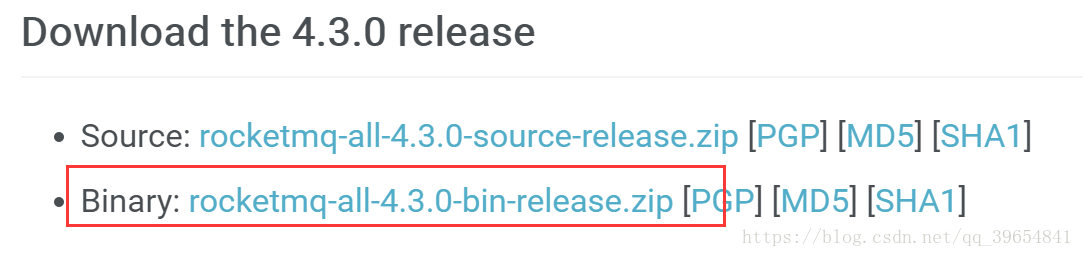 Download the 4.3.0 release
• Source: rocketmq-all-4.3.0-source-release.zip [PGP] [MD5] [SHA1]
• Binary: rocketmq-all-4.3.0-bin-release.zip [PGP] [MD5] [SHA1]
https://blog.csdn.net/qq_39654841